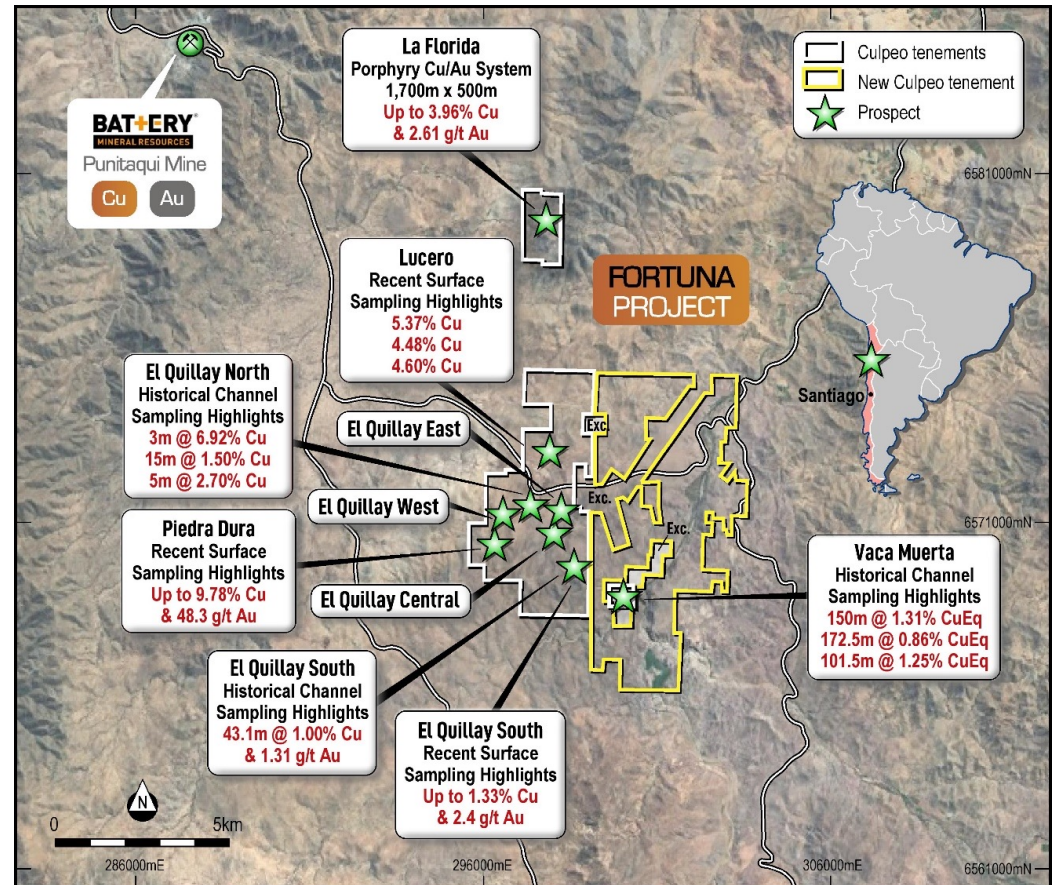 La Florida
Porphyry Cu/Au System
1,700m x 500m
Up to 3.96% Cu
& 2.61 g/t Au
Culpeo tenements
New Culpeo tenement
Prospect
BATTERY
MINERAL RESOURCES
Punitaqui Mine
Cu
Au
6581000mN
Lucero
Recent Surface
Sampling Highlights
5.37% Cu
4.48% Cu
4.60% Cu
FORTUNA
PROJECT
Santiago
El Quillay North
Historical Channel
Sampling Highlights
3m @ 6.92% Cu
15m @ 1.50% Cu
5m @ 2.70% Cu
El Quillay East
Exc.
El Quillay West
Exc.
Exc.
6571000mN
Piedra Dura
Recent Surface
Sampling Highlights
Up to 9.78% Cu
& 48.3 g/t Au
El Quillay Central
Vaca Muerta
Historical Channel
Sampling Highlights
150m @ 1.31% CuEq
172.5m @ 0.86% CuEq
101.5m @ 1.25% CuEq
El Quillay South
Historical Channel
Sampling Highlights
43.1m @ 1.00% Cu
& 1.31 g/t Au
El Quillay South
Recent Surface
Sampling Highlights
Up to 1.33% Cu
& 2.4 g/t Au
N
0
5km
286000mE
296000mE
306000mE
6561000mN